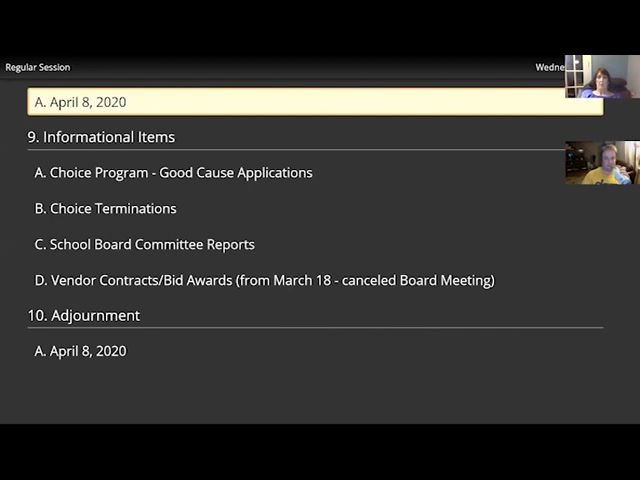 Regular Session
Wedne
A. April 8, 2020
9. Informational Items
A. Choice Program - Good Cause Applications
B. Choice Terminations
C. School Board Committee Reports
D. Vendor Contracts/Bid Awards (from March 18 - canceled Board Meeting)
10. Adjournment
A. April 8, 2020